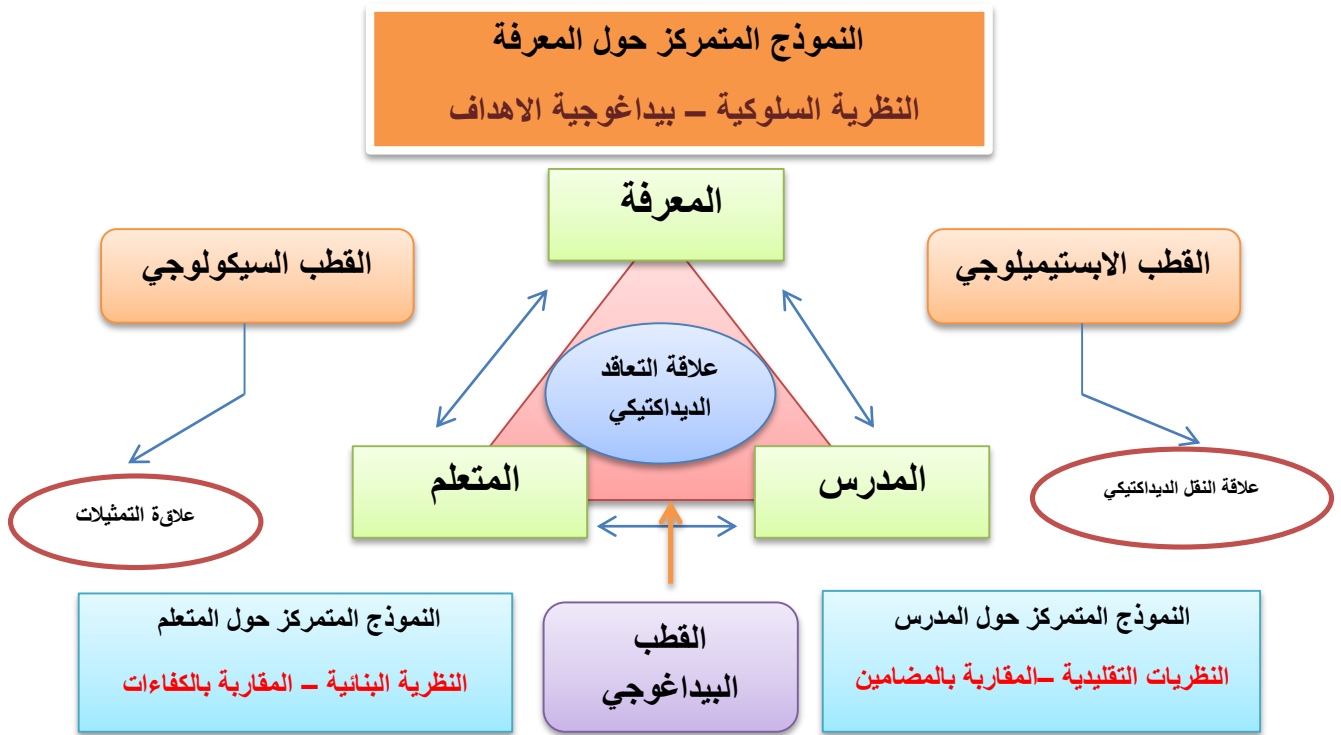 النموذج المتمركز حول المعرفة
النظرية السلوكية – بيداغوجية الاهداف
المعرفة
القطب الابستيميلوجي
القطب السيكولوجي
علاقة التعاقد
الديداكتيكي
المدرس
المتعلم
علاقة النقل الديداكتيكي
علاقة التمثيلات
النموذج المتمركز حول المدرس
النظريات التقليدية –المقاربة بالمضامين
القطب
البيداغوجي
النموذج المتمركز حول المتعلم
النظرية البنائية – المقاربة بالكفاءات